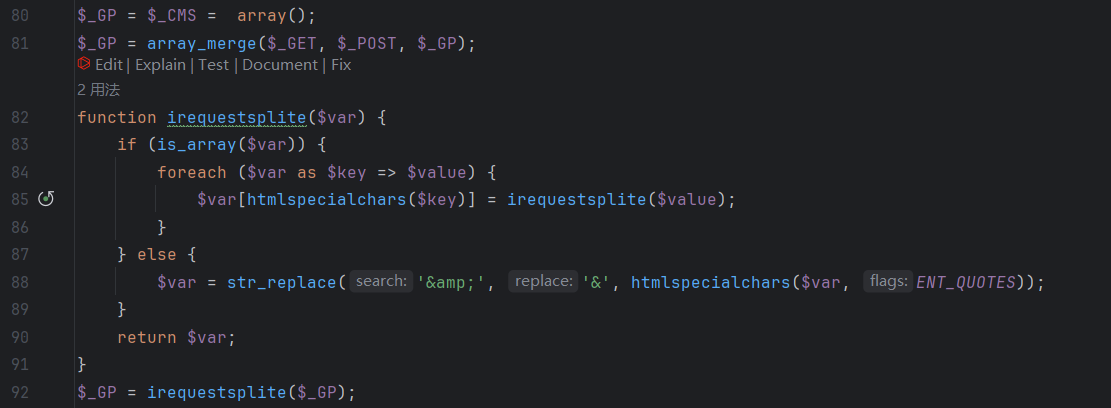 80 $_GP = $_CMS =  array();
81 $_GP = array_merge($_GET, $_POST, $_GP);
Edit | Explain | Test | Document | Fix
2 用法
82 function irequestsplite($var) {
83     if (is_array($var)) {
84         foreach ($var as $key => $value) {
85             $var[htmlspecialchars($key)] = irequestsplite($value);
86         }
87     } else {
88         $var = str_replace( search: '&amp;', replace: '&', htmlspecialchars($var, flags: ENT_QUOTES));
89     }
90     return $var;
91 }
92 $_GP = irequestsplite($_GP);